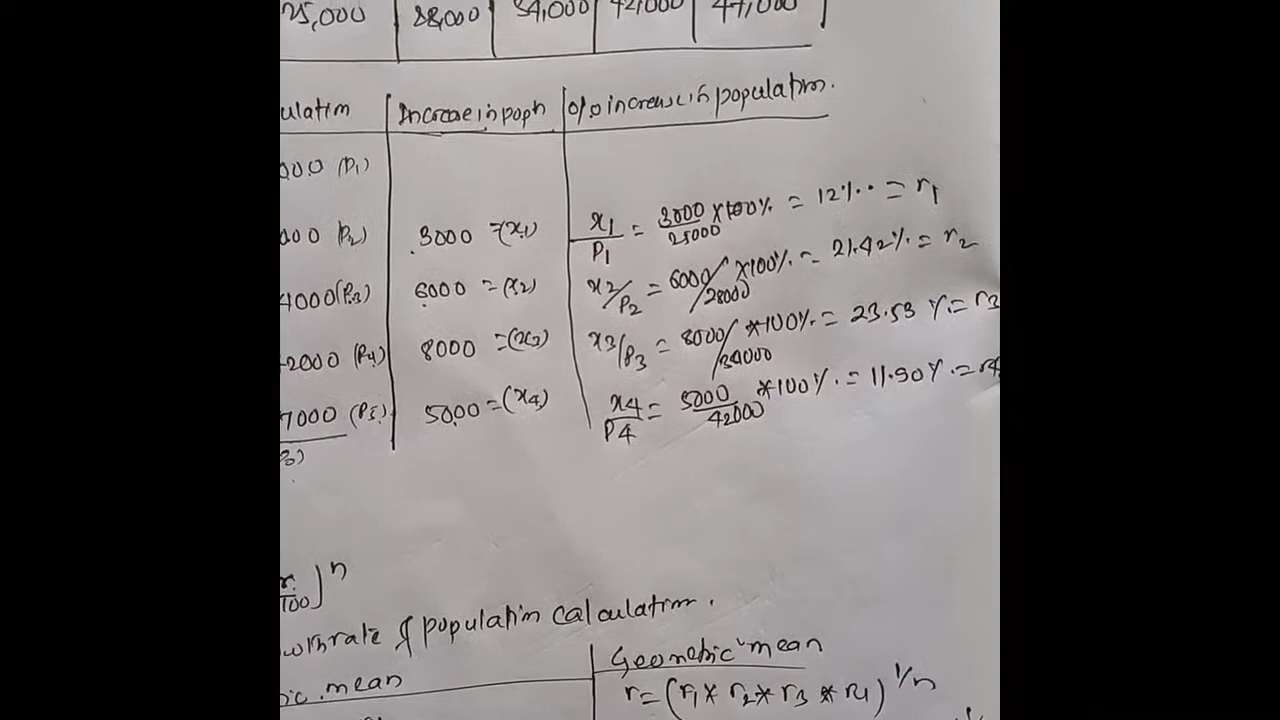 25,000 28,000 34,000 42,000 47,000
ulation Increase in popn % increase in population.
000 (P1)
000 (P2) 3000 =(x1) x1/P1 = 3000/25000 *100% = 12%.. = r1
4000 (P3) 6000 = (x2) x2/P2 = 6000/28000 *100%. = 21.42%. = r2
2000 (P4) 8000 =(x3) x3/P3 = 8000/34000 *100%. = 23.53 %.= r3
7000 (P5) 5000 =(x4) x4/P4 = 5000/42000 *100%. = 11.90%.= r4
r/100)^n
wth rate of population calculation.
ic mean Geometric mean
r=(r1* r2* r3 * r4)^1/n